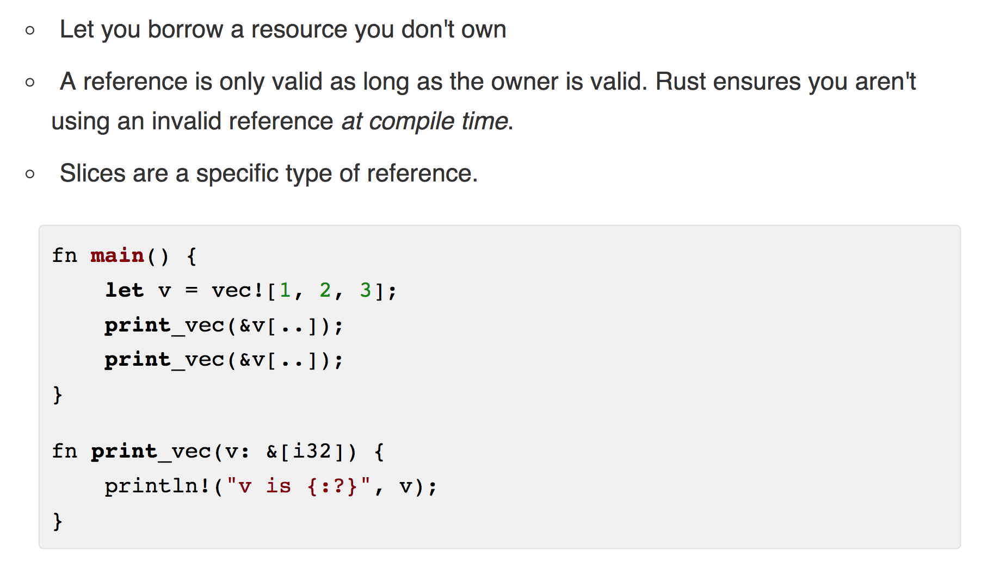 Let you borrow a resource you don't own
A reference is only valid as long as the owner is valid. Rust ensures you aren't
using an invalid reference at compile time.
Slices are a specific type of reference.
fn main() {
    let v = vec![1, 2, 3];
    print_vec(&v[..]);
    print_vec(&v[..]);
}
fn print_vec(v: &[i32]) {
    println!("v is {:?}", v);
}